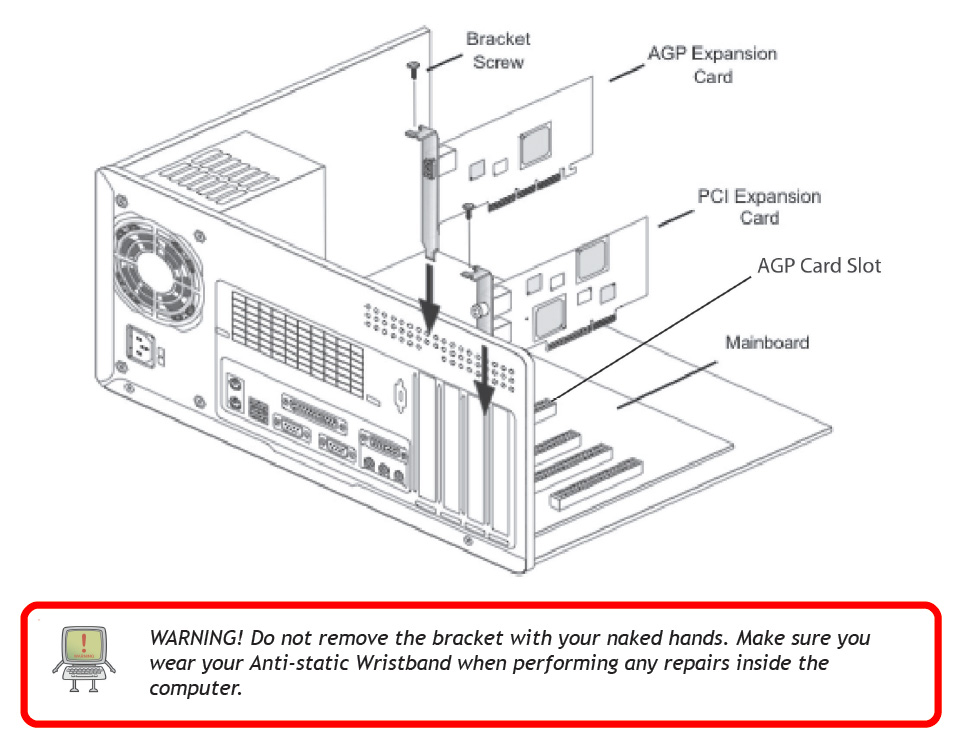 Bracket
Screw
AGP Expansion
Card
PCI Expansion
Card
AGP Card Slot
Mainboard
WARNING! Do not remove the bracket with your naked hands. Make sure you
wear your Anti-static Wristband when performing any repairs inside the
computer.